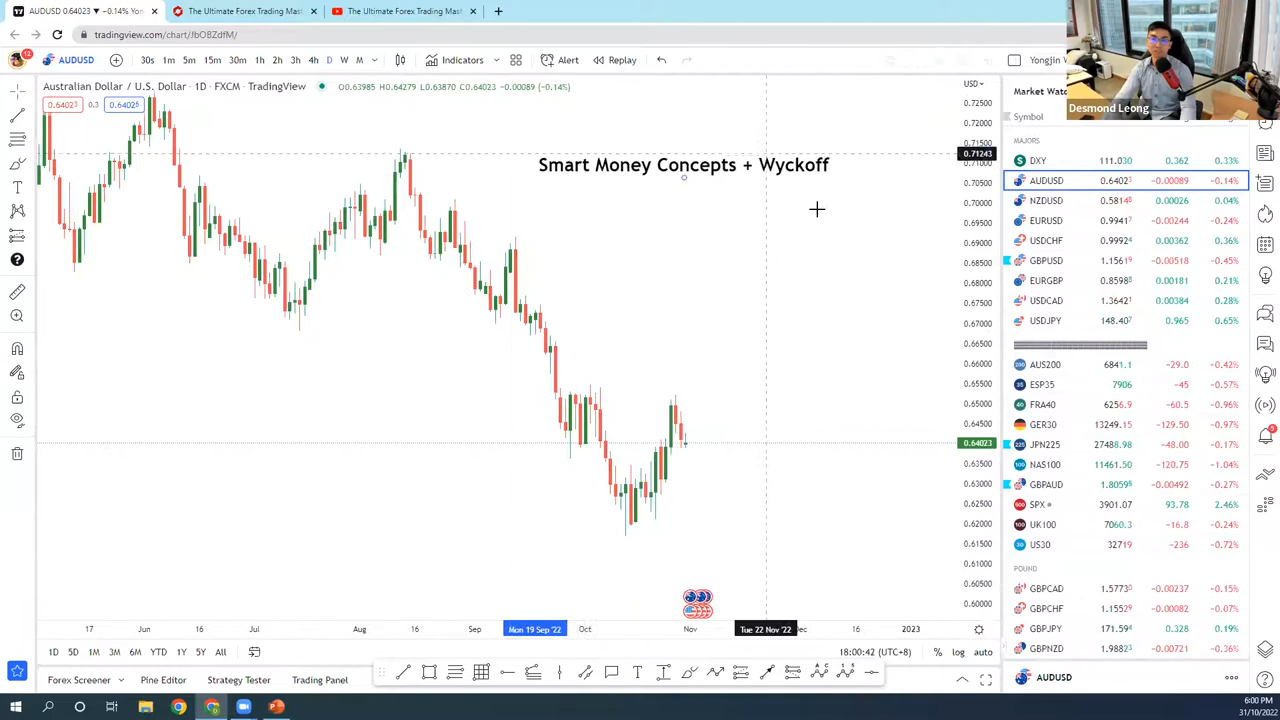 AUDUSD 0.64023 ▼ −0.14% Yon
The Ultimate Forex Trading Mast
The Ultimate Forex Trading Mast
tradingview.com/chart/fbO8ZdfM/
12
AUDUSD
30s 1m 5m 15m 30m 1h 2h 3h 4h D W M
Indicators
Alert
Replay
Yongjin
Desmond Leong
Australian Dollar / U.S. Dollar · 1D · FXCM · TradingView
O0.63985 H0.64279 L0.63870 C0.64023 −0.00089 (−0.14%)
0.64023 0.3 0.64026
Smart Money Concepts + Wyckoff
USD
0.72500
0.72000
0.71500
0.71243
0.71000
0.70500
0.70000
0.69500
0.69000
0.68500
0.68000
0.67500
0.67000
0.66500
0.66000
0.65500
0.65000
0.64500
0.64023
0.63500
0.63000
0.62500
0.62000
0.61500
0.61000
0.60500
0.60000
17 Jun 16 Jul Aug 16 Sep Mon 19 Sep '22 Oct Nov Tue 22 Nov '22 Dec 16 2023
1D 5D 1M 3M 6M YTD 1Y 5Y All
18:00:42 (UTC+8) % log auto
Forex Screener Pine Editor Strategy Tester Trading Panel
Market Watc
Symbol
MAJORS
DXY 111.030 0.362 0.33%
AUDUSD 0.64023 −0.00089 −0.14%
NZDUSD 0.58148 0.00026 0.04%
EURUSD 0.99417 −0.00244 −0.24%
USDCHF 0.99924 0.00362 0.36%
GBPUSD 1.15619 −0.00518 −0.45%
EURGBP 0.85988 0.00181 0.21%
USDCAD 1.36421 0.00384 0.28%
USDJPY 148.407 0.965 0.65%
AUS200 6841.1 −29.0 −0.42%
ESP35 7906 −45 −0.57%
FRA40 6256.9 −60.5 −0.96%
GER30 13249.15 −129.50 −0.97%
JPN225 27488.98 −48.00 −0.17%
NAS100 11461.50 −120.75 −1.04%
GBPAUD 1.80598 −0.00492 −0.27%
SPX 3901.07 93.78 2.46%
UK100 7060.3 −16.8 −0.24%
US30 32719 −236 −0.72%
POUND
GBPCAD 1.57730 −0.00237 −0.15%
GBPCHF 1.15529 −0.00082 −0.07%
GBPJPY 171.594 0.328 0.19%
GBPNZD 1.98823 −0.00721 −0.36%
AUDUSD
6:00 PM
31/10/2022